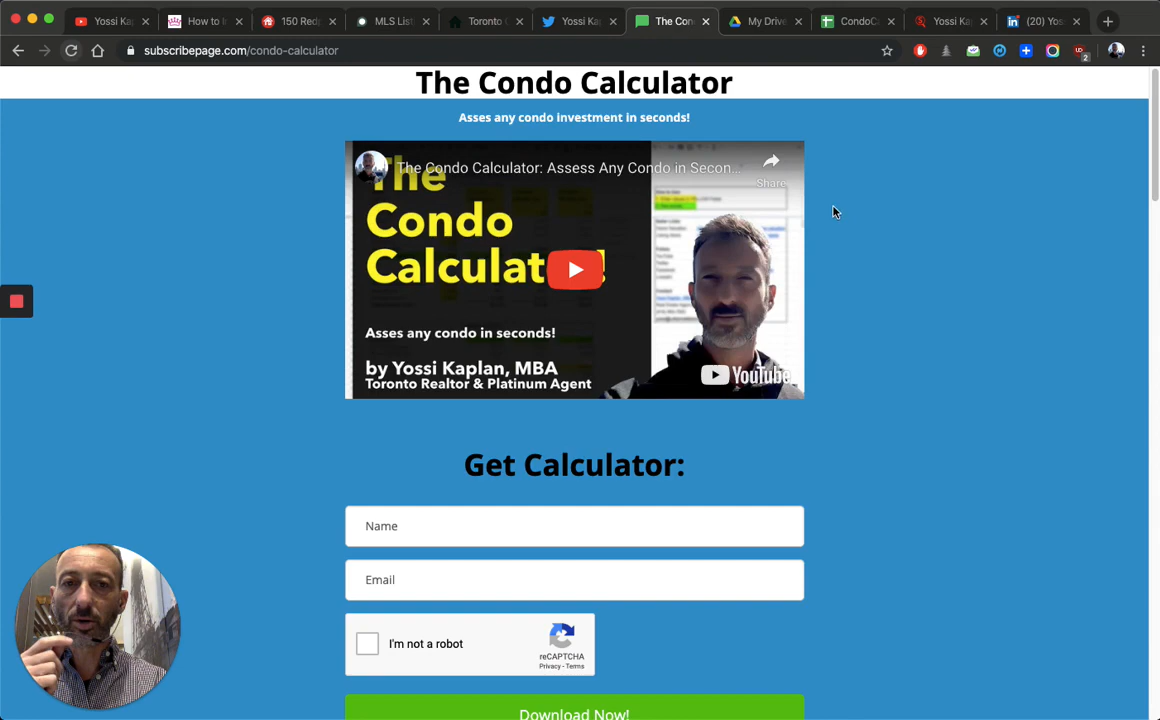 Yossi Ka
How to I
150 Red
MLS List
Toronto C
Yossi Ka
The Con
My Drive
CondoCa
Yossi Ka
(20) Yos
subscribepage.com/condo-calculator
2
The Condo Calculator
Asses any condo investment in seconds!
The Condo Calculator: Assess Any Condo in Secon...
Share
The
Condo
Calculat
!
Asses any condo in seconds!
by Yossi Kaplan, MBA
Toronto Realtor & Platinum Agent
YouTube
Get Calculator:
Name
Email
I'm not a robot
reCAPTCHA
Privacy - Terms
Download Now!